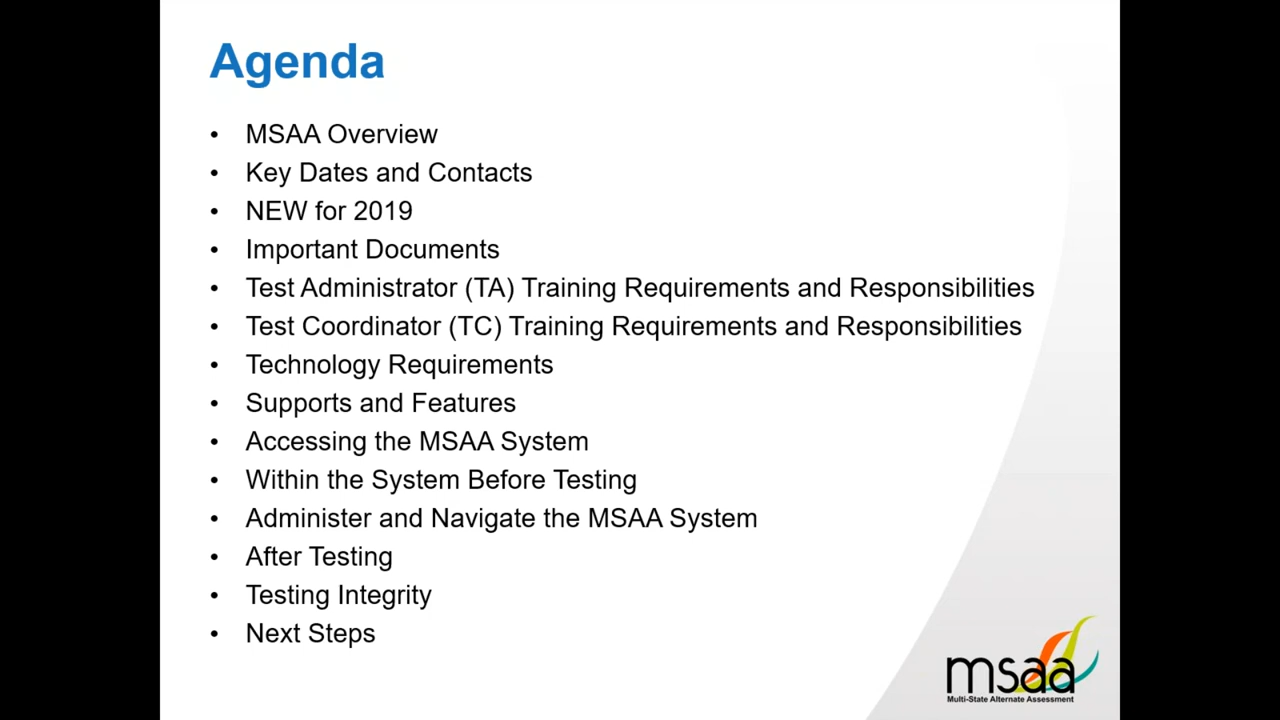 Agenda
• MSAA Overview
• Key Dates and Contacts
• NEW for 2019
• Important Documents
• Test Administrator (TA) Training Requirements and Responsibilities
• Test Coordinator (TC) Training Requirements and Responsibilities
• Technology Requirements
• Supports and Features
• Accessing the MSAA System
• Within the System Before Testing
• Administer and Navigate the MSAA System
• After Testing
• Testing Integrity
• Next Steps
msaa
Multi-State Alternate Assessment